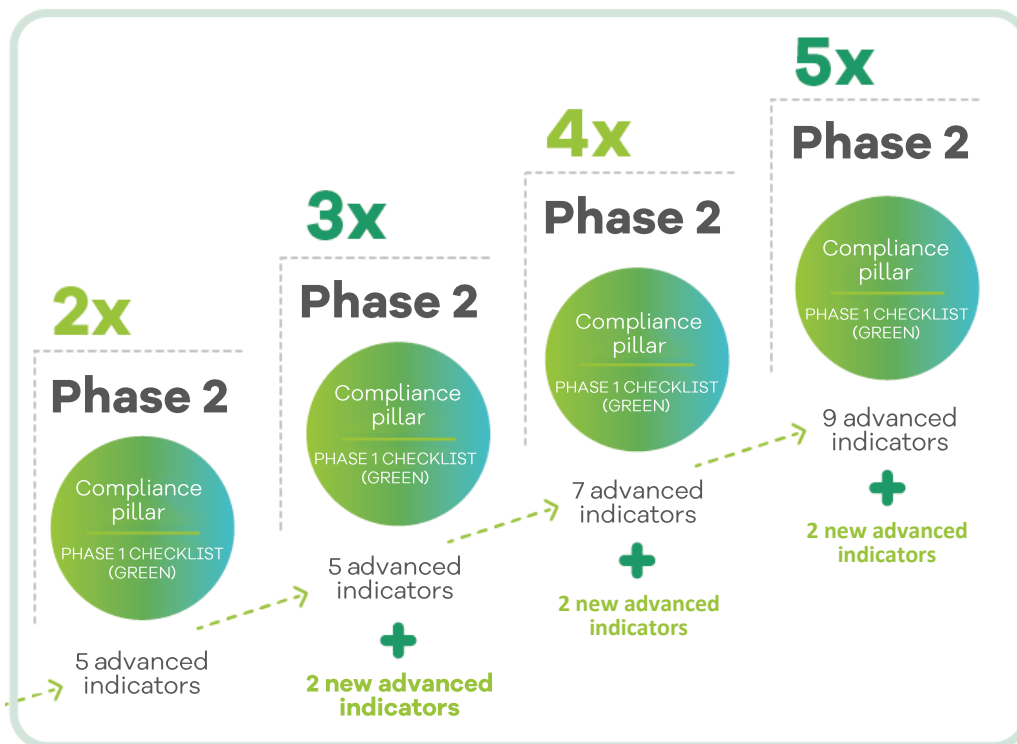 2x
Phase 2
Compliance
pillar
PHASE 1 CHECKLIST
(GREEN)
5 advanced
indicators
3x
Phase 2
Compliance
pillar
PHASE 1 CHECKLIST
(GREEN)
5 advanced
indicators
+
2 new advanced
indicators
4x
Phase 2
Compliance
pillar
PHASE 1 CHECKLIST
(GREEN)
7 advanced
indicators
+
2 new advanced
indicators
5x
Phase 2
Compliance
pillar
PHASE 1 CHECKLIST
(GREEN)
9 advanced
indicators
+
2 new advanced
indicators